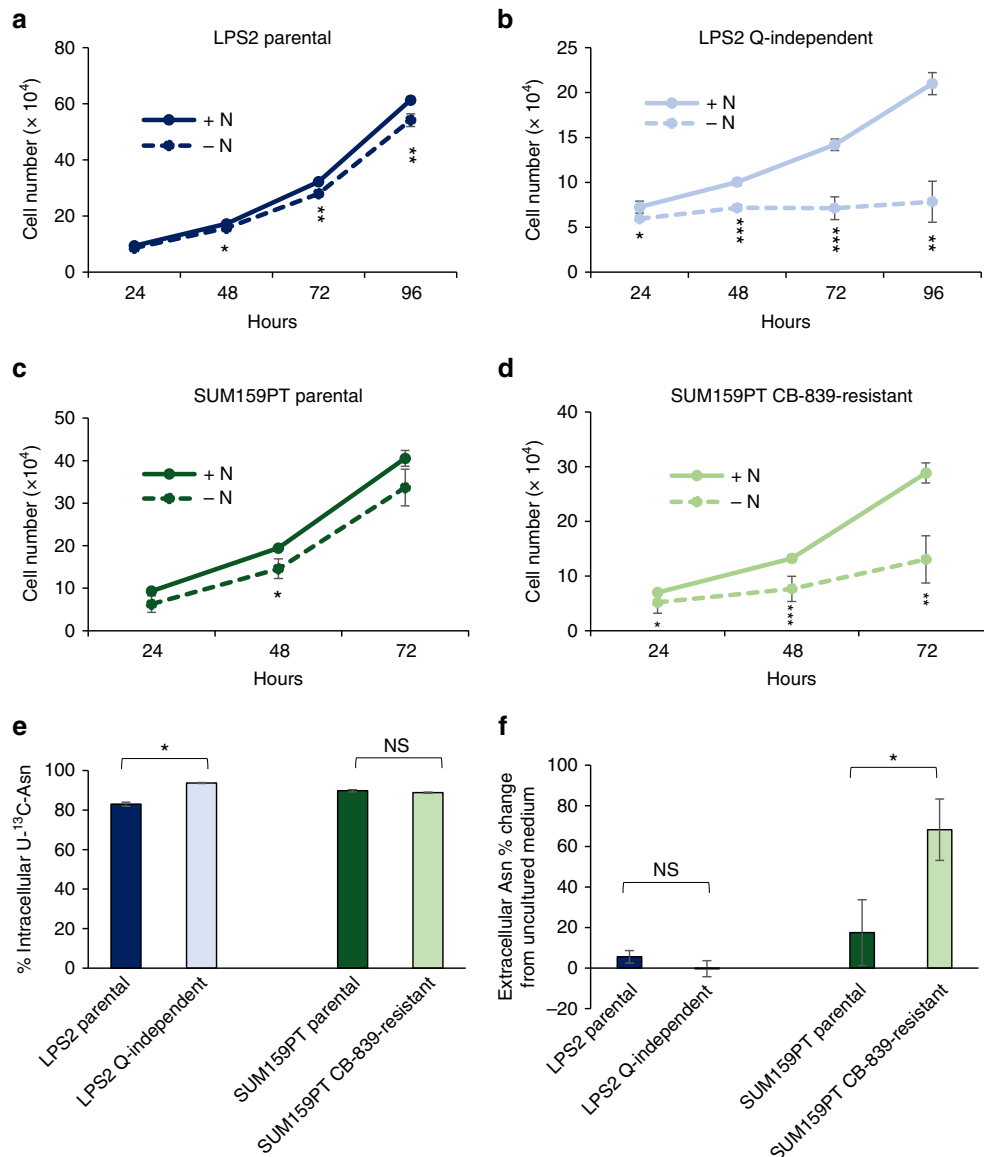 a
LPS2 parental
Cell number (× 10⁴)
80
60
40
20
0
+ N
– N
*
**
**
24 48 72 96
Hours
b
LPS2 Q-independent
Cell number (× 10⁴)
25
20
15
10
5
0
+ N
– N
*
***
***
**
24 48 72 96
Hours
c
SUM159PT parental
Cell number (×10⁴)
50
40
30
20
10
0
+ N
– N
*
24 48 72
Hours
d
SUM159PT CB-839-resistant
Cell number (× 10⁴)
40
30
20
10
0
+ N
– N
*
***
**
24 48 72
Hours
e
% Intracellular U-¹³C-Asn
100
80
60
40
20
0
*
NS
LPS2 parental
LPS2 Q-independent
SUM159PT parental
SUM159PT CB-839-resistant
f
Extracellular Asn % change
from uncultured medium
100
80
60
40
20
0
–20
NS
*
LPS2 parental
LPS2 Q-independent
SUM159PT parental
SUM159PT CB-839-resistant